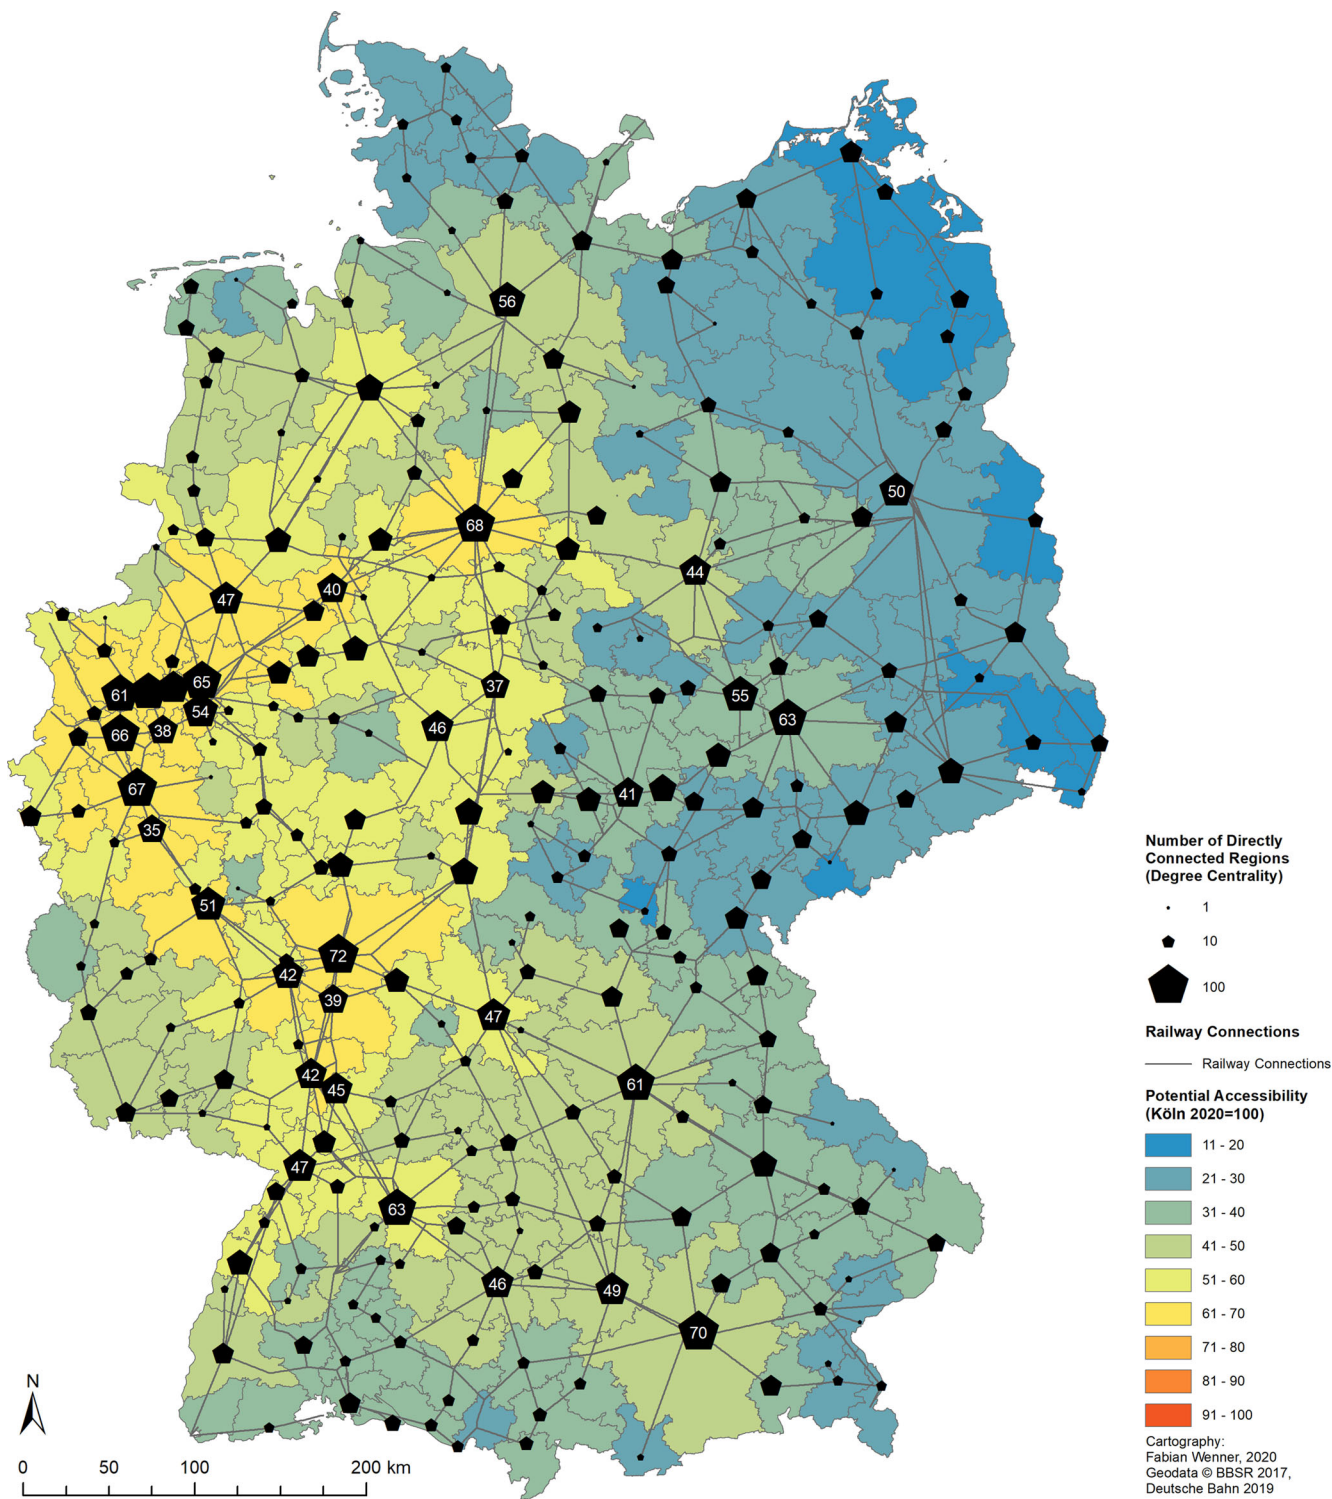 56
50
68
44
40
47
37
65
61
54
55
63
46
66
38
67
41
35
51
72
42
39
47
61
42
45
47
63
46
49
70
N
0 50 100 200 km
Number of Directly
Connected Regions
(Degree Centrality)
1
10
100
Railway Connections
Railway Connections
Potential Accessibility
(Köln 2020=100)
11 - 20
21 - 30
31 - 40
41 - 50
51 - 60
61 - 70
71 - 80
81 - 90
91 - 100
Cartography:
Fabian Wenner, 2020
Geodata © BBSR 2017,
Deutsche Bahn 2019